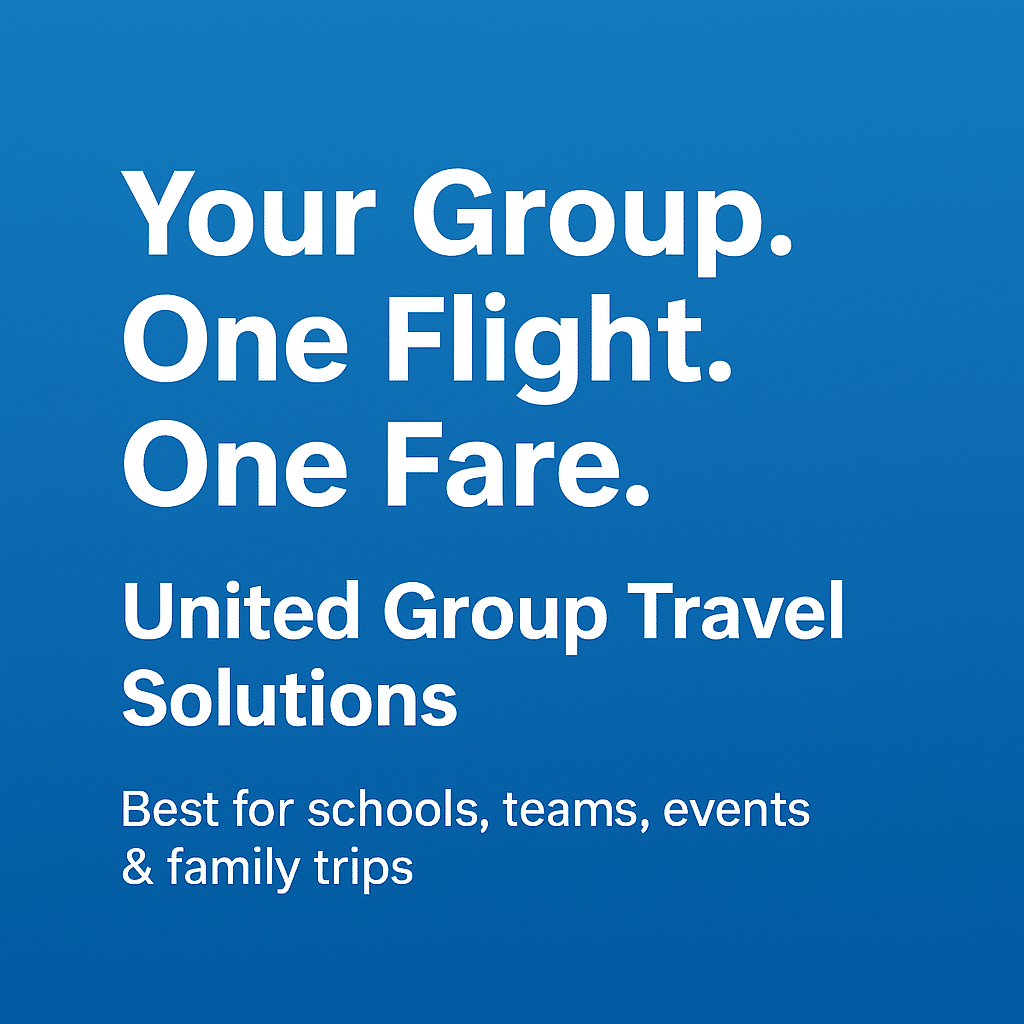 Your Group.
One Flight.
One Fare.
United Group Travel
Solutions
Best for schools, teams, events
& family trips